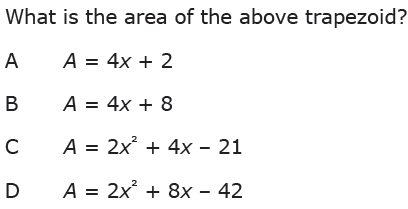 What is the area of the above trapezoid?
A A = 4x + 2
B A = 4x + 8
C A = 2x² + 4x – 21
D A = 2x² + 8x – 42